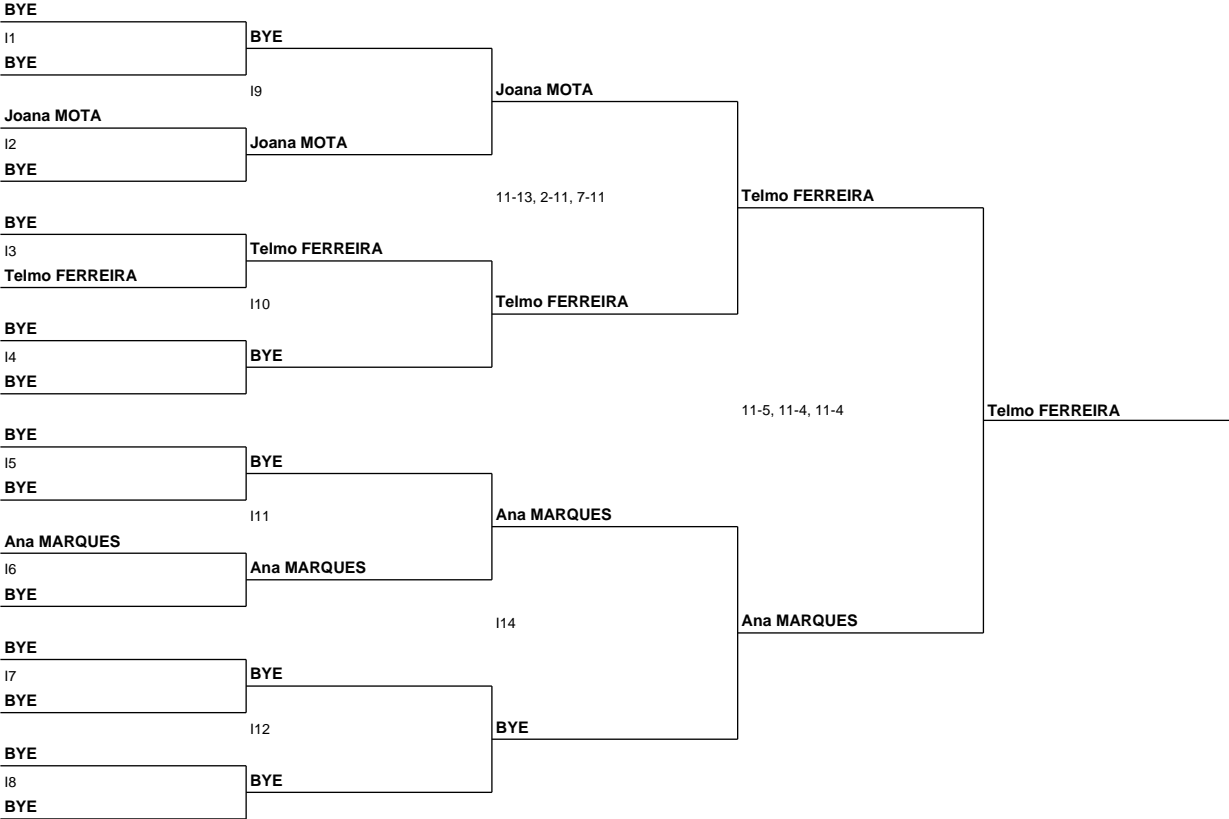 BYE
I1
BYE
BYE
I9
Joana MOTA
Joana MOTA
I2
Joana MOTA
BYE
11-13, 2-11, 7-11
Telmo FERREIRA
BYE
I3
Telmo FERREIRA
Telmo FERREIRA
I10
Telmo FERREIRA
BYE
I4
BYE
BYE
11-5, 11-4, 11-4
Telmo FERREIRA
BYE
I5
BYE
BYE
I11
Ana MARQUES
Ana MARQUES
I6
Ana MARQUES
BYE
I14
Ana MARQUES
BYE
I7
BYE
BYE
I12
BYE
BYE
I8
BYE
BYE